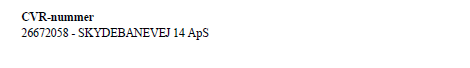 CVR-nummer
26672058 - SKYDEBANEVEJ 14 ApS